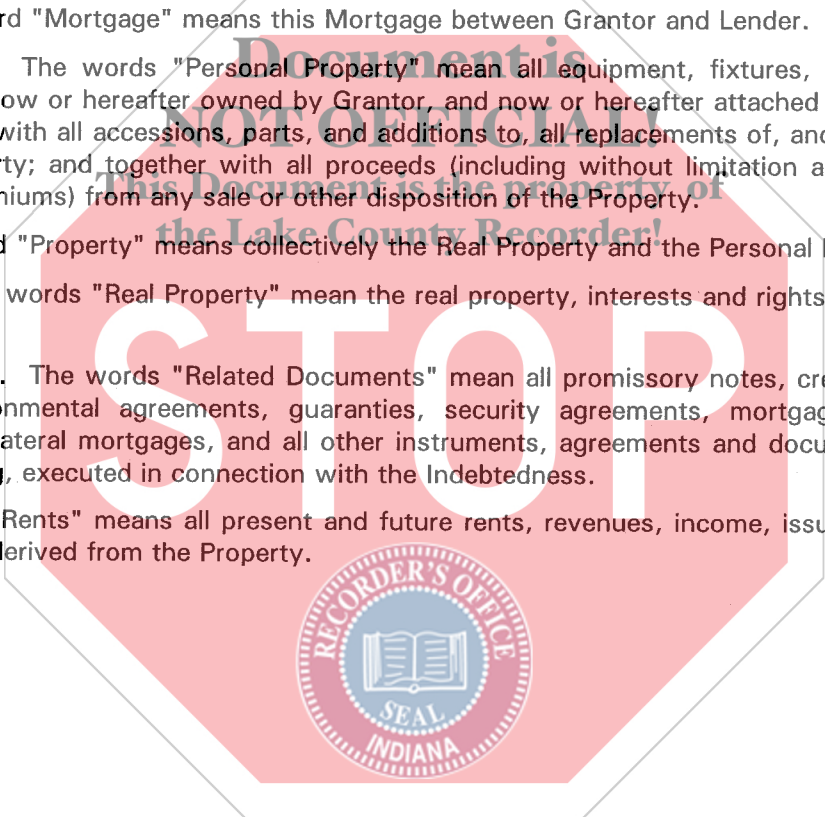 rd "Mortgage" means this Mortgage between Grantor and Lender.
The words "Personal Property" mean all equipment, fixtures,
ow or hereafter owned by Grantor, and now or hereafter attached
with all accessions, parts, and additions to, all replacements of, and
rty; and together with all proceeds (including without limitation a
niums) from any sale or other disposition of the Property.
d "Property" means collectively the Real Property and the Personal
words "Real Property" mean the real property, interests and rights
. The words "Related Documents" mean all promissory notes, cre
onmental agreements, guaranties, security agreements, mortgag
ateral mortgages, and all other instruments, agreements and docu
, executed in connection with the Indebtedness.
Rents" means all present and future rents, revenues, income, issu
derived from the Property.
Document is
NOT OFFICIAL!
This Document is the property of
the Lake County Recorder!
STOP
RECORDER'S OFFICE
SEAL
INDIANA